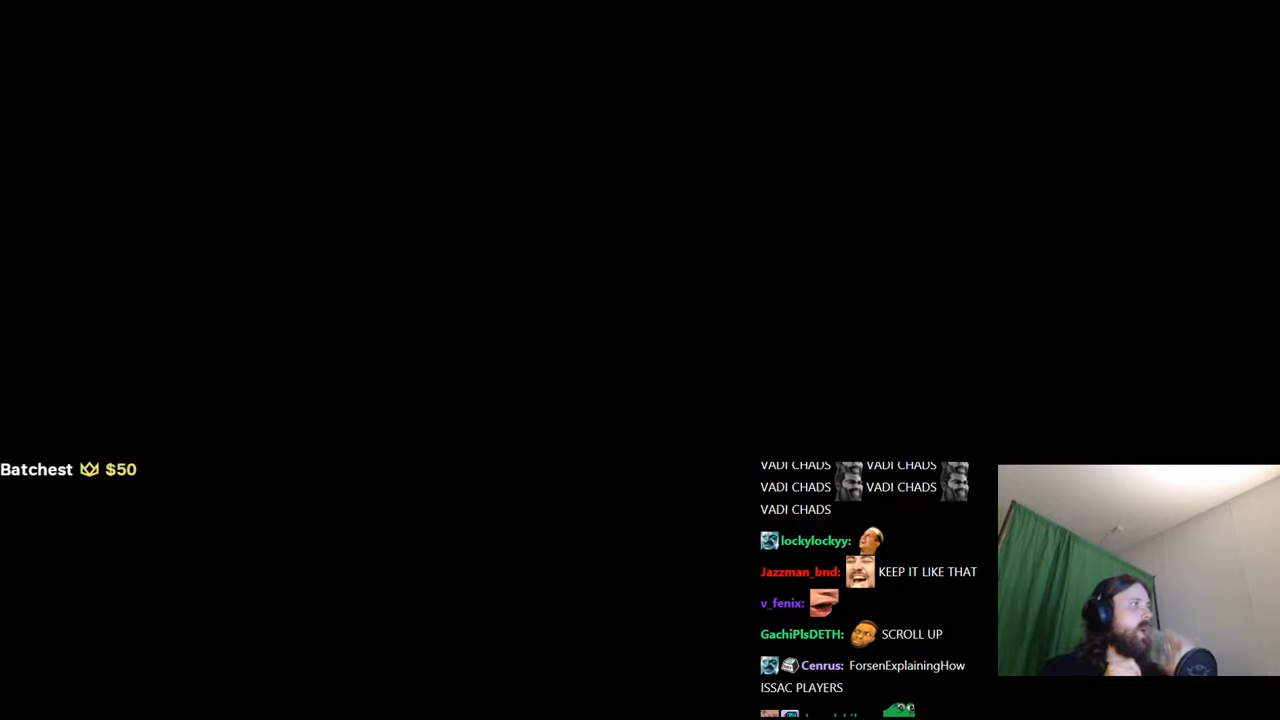 Batchest $50
VADI CHADS VADI CHADS
VADI CHADS VADI CHADS
VADI CHADS
lockylockyy:
Jazzman_bnd: KEEP IT LIKE THAT
v_fenix:
GachiPlsDETH: SCROLL UP
Cenrus: ForsenExplainingHow
ISSAC PLAYERS